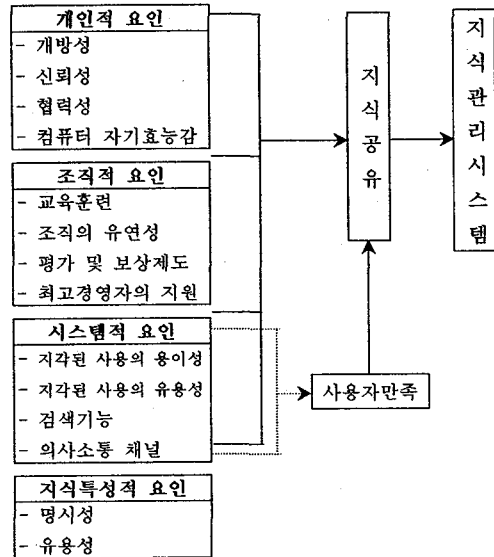 개인적 요인
- 개방성
- 신뢰성
- 협력성
- 컴퓨터 자기효능감
조직적 요인
- 교육훈련
- 조직의 유연성
- 평가 및 보상제도
- 최고경영자의 지원
시스템적 요인
- 지각된 사용의 용이성
- 지각된 사용의 유용성
- 검색기능
- 의사소통 채널
지식특성적 요인
- 명시성
- 유용성
지식공유
사용자만족
지식관리시스템